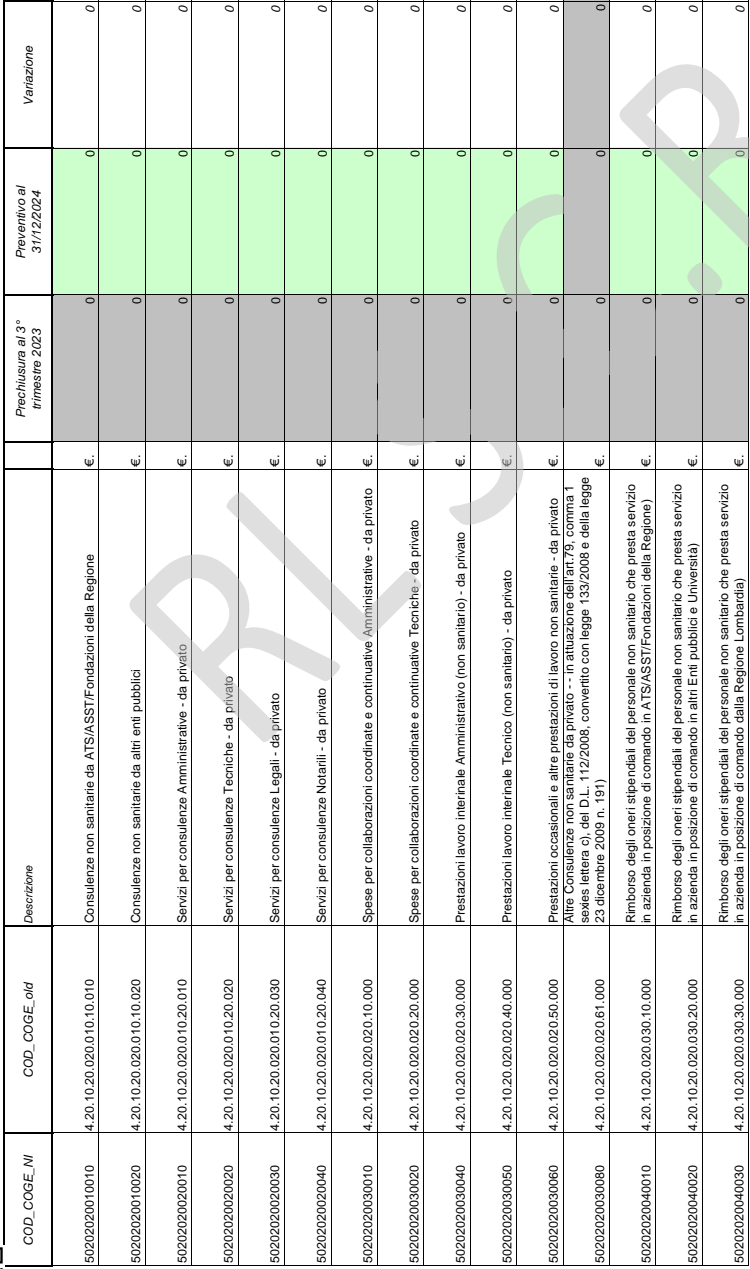 COD_COGE_NI COD_COGE_old Descrizione Prechiusura al 3° trimestre 2023 Preventivo al 31/12/2024 Variazione
50202020010010 4.20.10.20.020.010.10.010 Consulenze non sanitarie da ATS/ASST/Fondazioni della Regione €. 0 0 0
50202020010020 4.20.10.20.020.010.10.020 Consulenze non sanitarie da altri enti pubblici €. 0 0 0
50202020020010 4.20.10.20.020.010.20.010 Servizi per consulenze Amministrative - da privato €. 0 0 0
50202020020020 4.20.10.20.020.010.20.020 Servizi per consulenze Tecniche - da privato €. 0 0 0
50202020020030 4.20.10.20.020.010.20.030 Servizi per consulenze Legali - da privato €. 0 0 0
50202020020040 4.20.10.20.020.010.20.040 Servizi per consulenze Notarili - da privato €. 0 0 0
50202020030010 4.20.10.20.020.020.10.000 Spese per collaborazioni coordinate e continuative Amministrative - da privato €. 0 0 0
50202020030020 4.20.10.20.020.020.20.000 Spese per collaborazioni coordinate e continuative Tecniche - da privato €. 0 0 0
50202020030040 4.20.10.20.020.020.30.000 Prestazioni lavoro interinale Amministrativo (non sanitario) - da privato €. 0 0 0
50202020030050 4.20.10.20.020.020.40.000 Prestazioni lavoro interinale Tecnico (non sanitario) - da privato €. 0 0 0
50202020030060 4.20.10.20.020.020.50.000 Prestazioni occasionali e altre prestazioni di lavoro non sanitarie - da privato €. 0 0 0
50202020030080 4.20.10.20.020.020.61.000 Altre Consulenze non sanitarie da privato - - in attuazione dell'art.79, comma 1
sexies lettera c), del D.L. 112/2008, convertito con legge 133/2008 e della legge
23 dicembre 2009 n. 191) €. 0 0 0
50202020040010 4.20.10.20.020.030.10.000 Rimborso degli oneri stipendiali del personale non sanitario che presta servizio
in azienda in posizione di comando in ATS/ASST/Fondazioni della Regione) €. 0 0 0
50202020040020 4.20.10.20.020.030.20.000 Rimborso degli oneri stipendiali del personale non sanitario che presta servizio
in azienda in posizione di comando in altri Enti pubblici e Università) €. 0 0 0
50202020040030 4.20.10.20.020.030.30.000 Rimborso degli oneri stipendiali del personale non sanitario che presta servizio
in azienda in posizione di comando dalla Regione Lombardia) €. 0 0 0